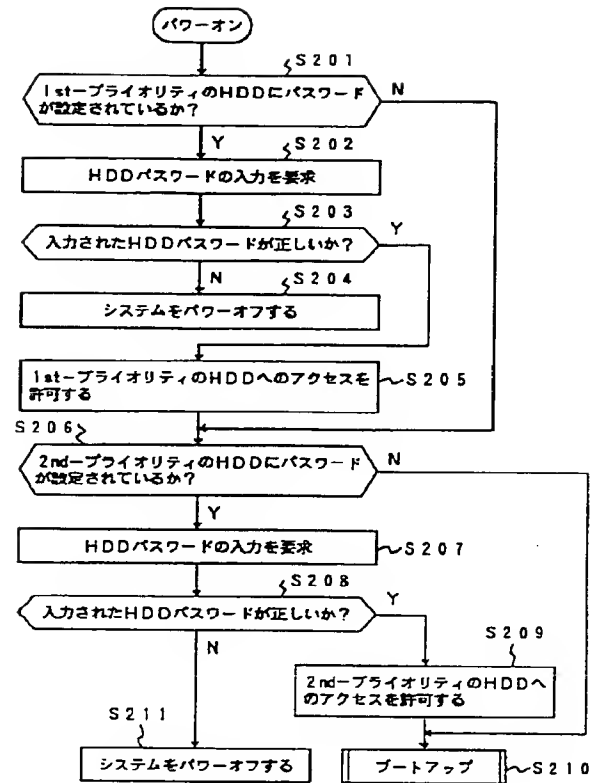 パワーオン
S201
1st-プライオリティのHDDにパスワード
が設定されているか？
N
Y
S202
HDDパスワードの入力を要求
S203
入力されたHDDパスワードが正しいか？
Y
N
S204
システムをパワーオフする
1st-プライオリティのHDDへのアクセスを
許可する
S205
S206
2nd-プライオリティのHDDにパスワード
が設定されているか？
N
Y
HDDパスワードの入力を要求
S207
S208
入力されたHDDパスワードが正しいか？
Y
N
S209
2nd-プライオリティのHDDへ
のアクセスを許可する
S211
システムをパワーオフする
ブートアップ
S210